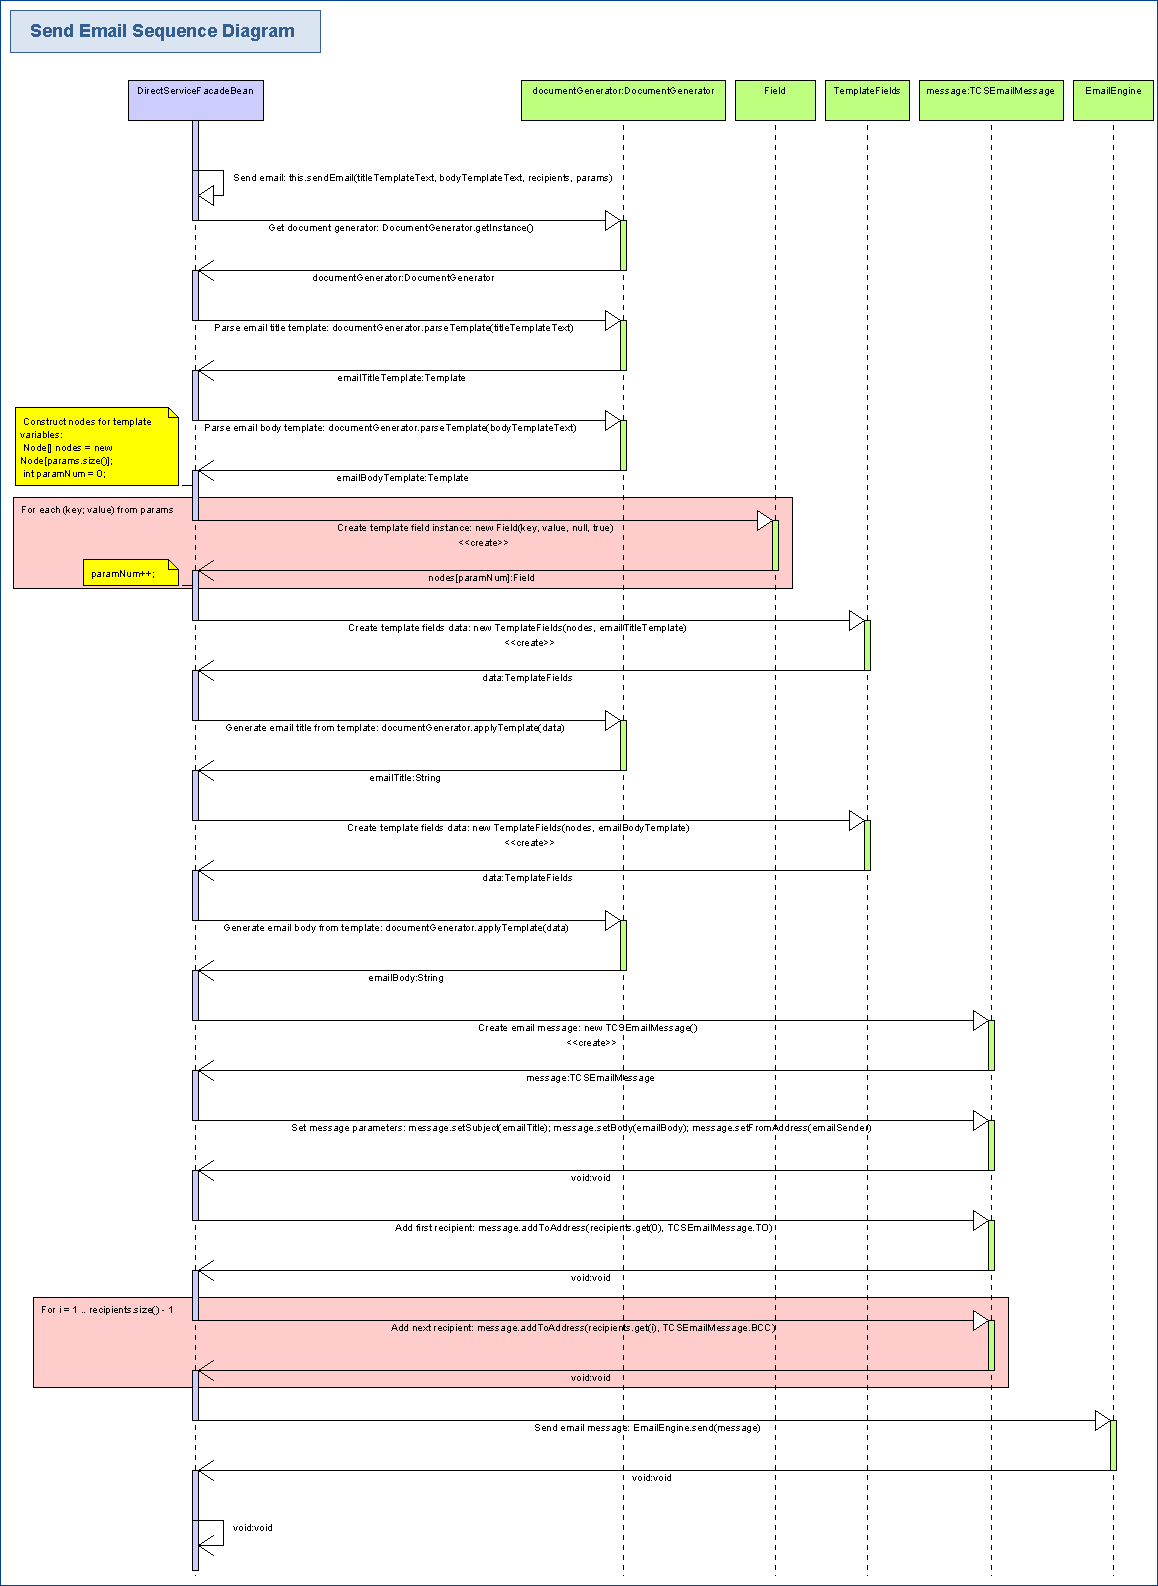 Send Email Sequence Diagram
DirectServiceFacadeBean
documentGenerator:DocumentGenerator
Field
TemplateFields
message:TCSEmailMessage
EmailEngine
Send email: this.sendEmail(titleTemplateText, bodyTemplateText, recipients, params)
Get document generator: DocumentGenerator.getInstance()
documentGenerator:DocumentGenerator
Parse email title template: documentGenerator.parseTemplate(titleTemplateText)
emailTitleTemplate:Template
Construct nodes for template
variables:
Node[] nodes = new
Node[params.size()];
int paramNum = 0;
Parse email body template: documentGenerator.parseTemplate(bodyTemplateText)
emailBodyTemplate:Template
For each (key; value) from params
Create template field instance: new Field(key, value, null, true)
<<create>>
paramNum++;
nodes[paramNum]:Field
Create template fields data: new TemplateFields(nodes, emailTitleTemplate)
<<create>>
data:TemplateFields
Generate email title from template: documentGenerator.applyTemplate(data)
emailTitle:String
Create template fields data: new TemplateFields(nodes, emailBodyTemplate)
<<create>>
data:TemplateFields
Generate email body from template: documentGenerator.applyTemplate(data)
emailBody:String
Create email message: new TCSEmailMessage()
<<create>>
message:TCSEmailMessage
Set message parameters: message.setSubject(emailTitle); message.setBody(emailBody); message.setFromAddress(emailSender)
void:void
Add first recipient: message.addToAddress(recipients.get(0), TCSEmailMessage.TO)
void:void
For i = 1 .. recipients.size() - 1
Add next recipient: message.addToAddress(recipients.get(i), TCSEmailMessage.BCC)
void:void
Send email message: EmailEngine.send(message)
void:void
void:void